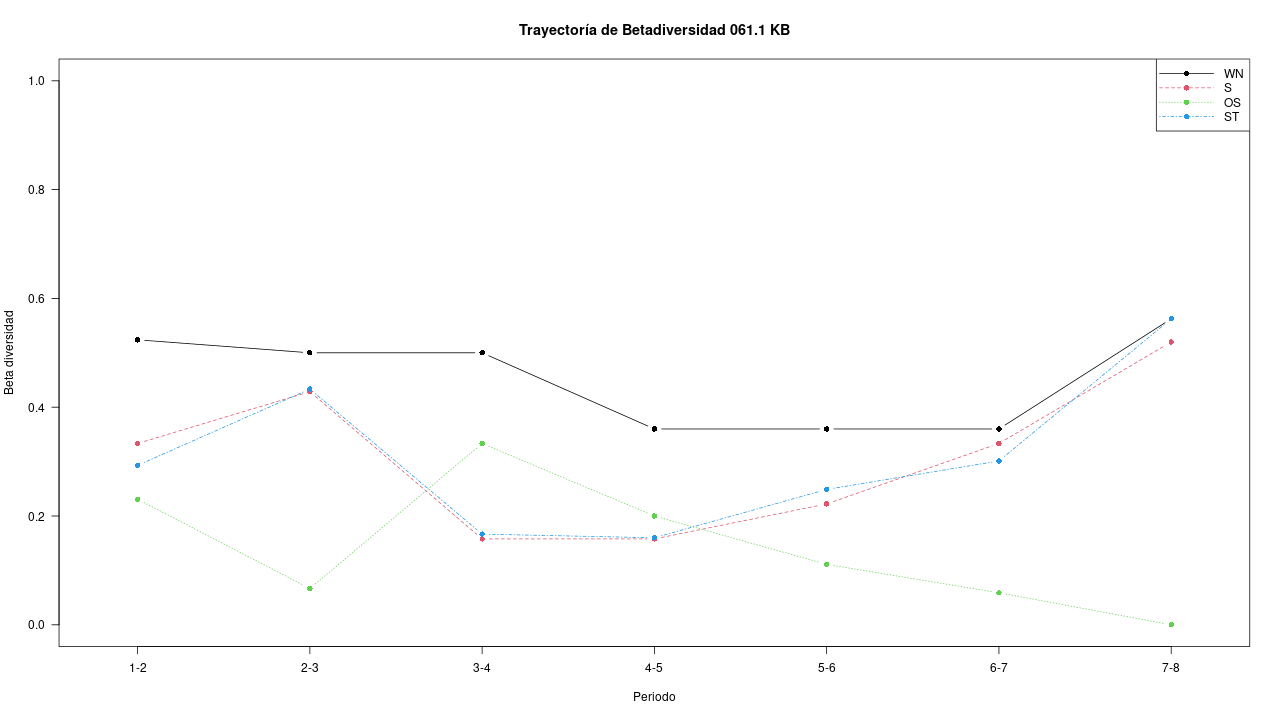 Trayectoría de Betadiversidad 061.1 KB
WN
S
OS
ST
1.0
0.8
0.6
0.4
0.2
0.0
Beta diversidad
1-2 2-3 3-4 4-5 5-6 6-7 7-8
Periodo